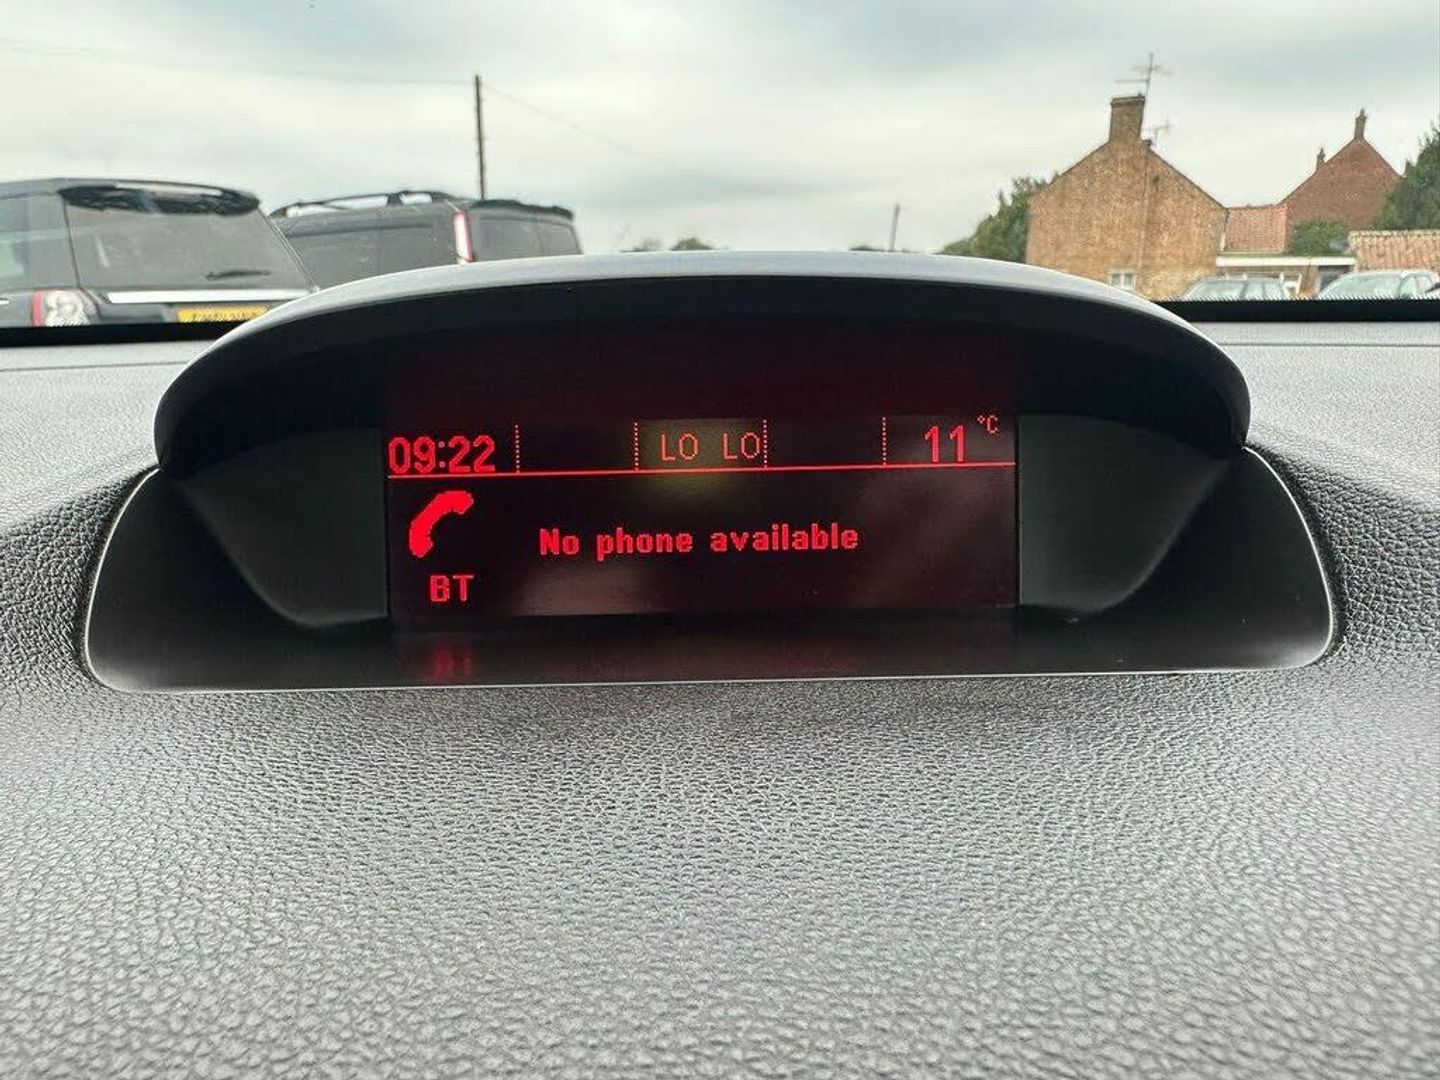 09:22 LO LO 11 °C
No phone available
BT